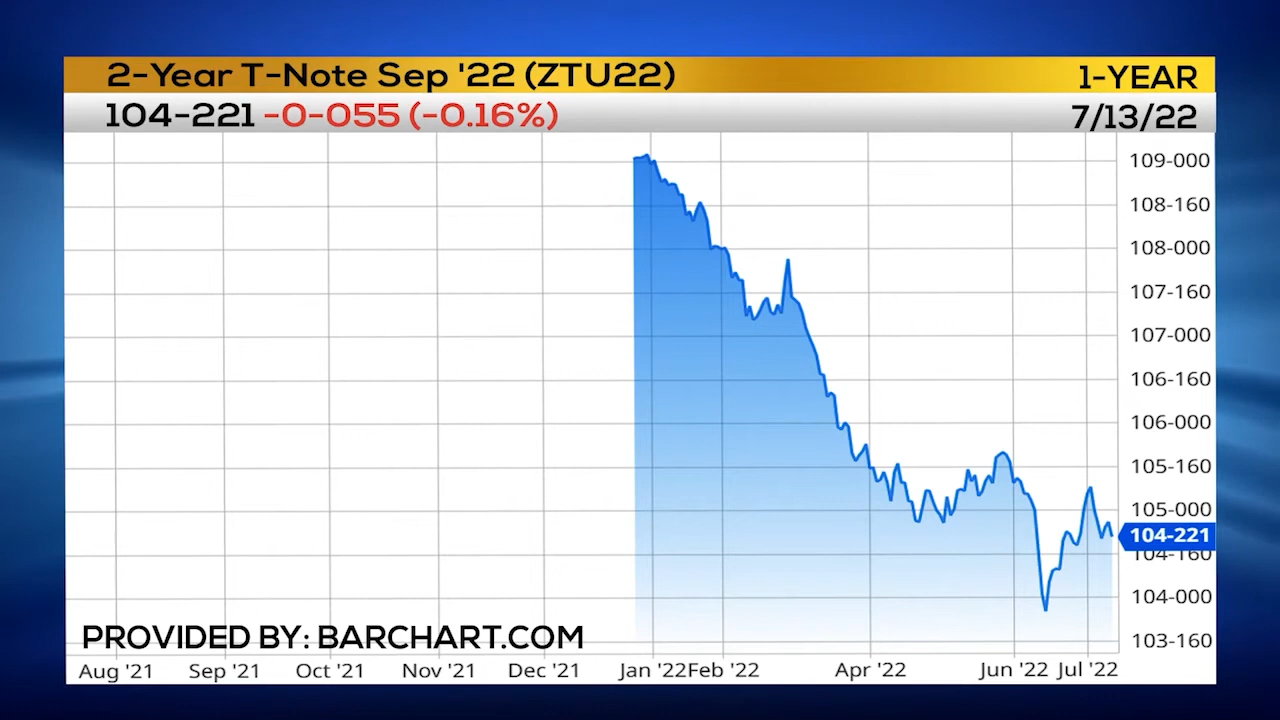 2-Year T-Note Sep '22 (ZTU22)
1-YEAR
104-221 -0-055 (-0.16%)
7/13/22
109-000
108-160
108-000
107-160
107-000
106-160
106-000
105-160
105-000
104-221
104-160
104-000
103-160
PROVIDED BY: BARCHART.COM
Aug '21 Sep '21 Oct '21 Nov '21 Dec '21 Jan '22 Feb '22 Apr '22 Jun '22 Jul '22